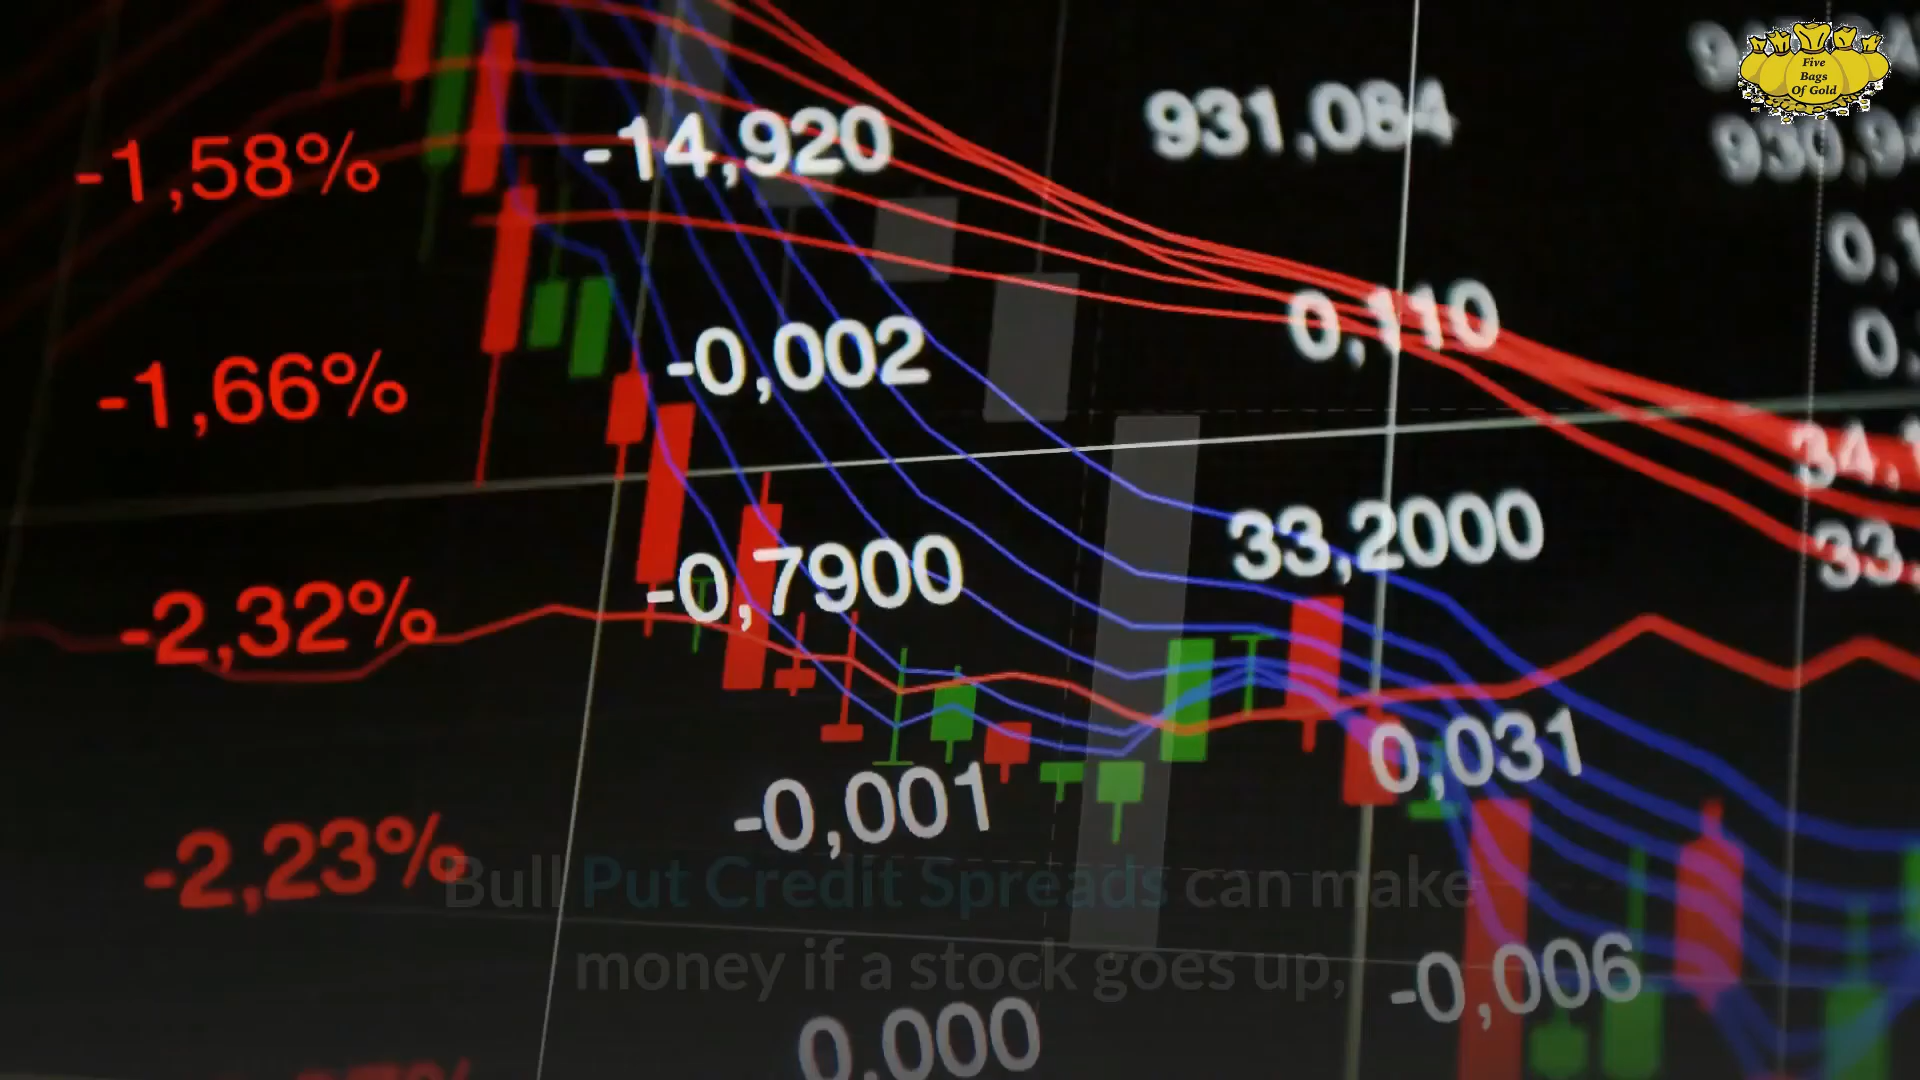 Five
Bags
Of Gold
-1,58%
-14,920
931,084
-1,66%
-0,002
0,110
-2,32%
-0,7900
33,2000
-2,23%
-0,001
0,031
Bull Put Credit Spreads can make
money if a stock goes up,
-0,006
0,000